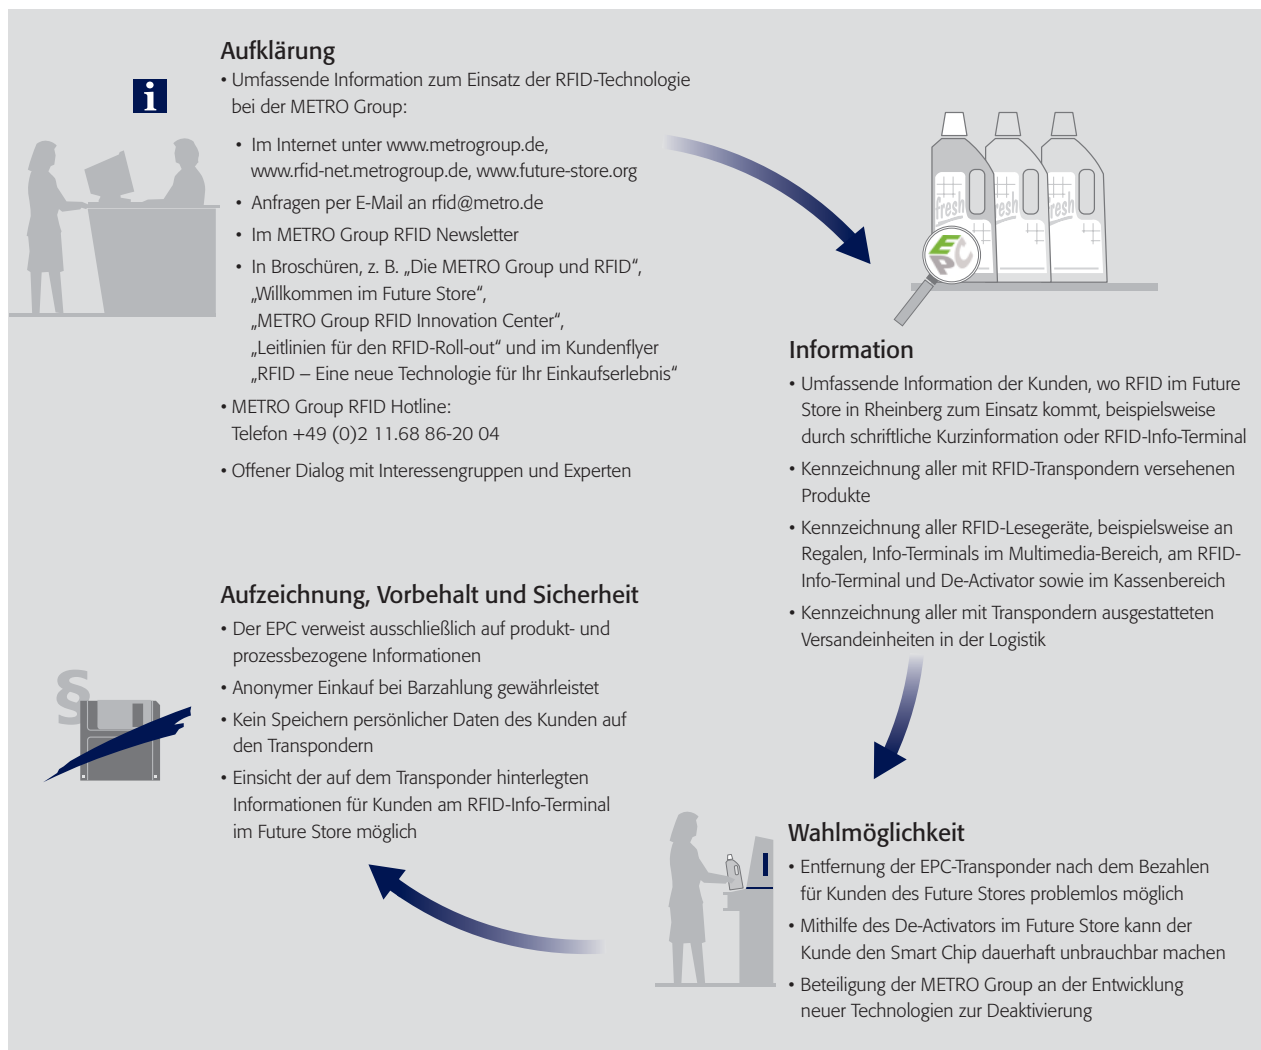 Aufklärung
• Umfassende Information zum Einsatz der RFID-Technologie
bei der METRO Group:
• Im Internet unter www.metrogroup.de,
www.rfid-net.metrogroup.de, www.future-store.org
• Anfragen per E-Mail an rfid@metro.de
• Im METRO Group RFID Newsletter
• In Broschüren, z. B. „Die METRO Group und RFID“,
„Willkommen im Future Store“,
„METRO Group RFID Innovation Center“,
„Leitlinien für den RFID-Roll-out“ und im Kundenflyer
„RFID – Eine neue Technologie für Ihr Einkaufserlebnis“
• METRO Group RFID Hotline:
Telefon +49 (0)2 11.68 86-20 04
• Offener Dialog mit Interessengruppen und Experten
i
fresh
fresh
fresh
EPC
Information
• Umfassende Information der Kunden, wo RFID im Future
Store in Rheinberg zum Einsatz kommt, beispielsweise
durch schriftliche Kurzinformation oder RFID-Info-Terminal
• Kennzeichnung aller mit RFID-Transpondern versehenen
Produkte
• Kennzeichnung aller RFID-Lesegeräte, beispielsweise an
Regalen, Info-Terminals im Multimedia-Bereich, am RFID-
Info-Terminal und De-Activator sowie im Kassenbereich
• Kennzeichnung aller mit Transpondern ausgestatteten
Versandeinheiten in der Logistik
Wahlmöglichkeit
• Entfernung der EPC-Transponder nach dem Bezahlen
für Kunden des Future Stores problemlos möglich
• Mithilfe des De-Activators im Future Store kann der
Kunde den Smart Chip dauerhaft unbrauchbar machen
• Beteiligung der METRO Group an der Entwicklung
neuer Technologien zur Deaktivierung
Aufzeichnung, Vorbehalt und Sicherheit
• Der EPC verweist ausschließlich auf produkt- und
prozessbezogene Informationen
• Anonymer Einkauf bei Barzahlung gewährleistet
• Kein Speichern persönlicher Daten des Kunden auf
den Transpondern
• Einsicht der auf dem Transponder hinterlegten
Informationen für Kunden am RFID-Info-Terminal
im Future Store möglich
§